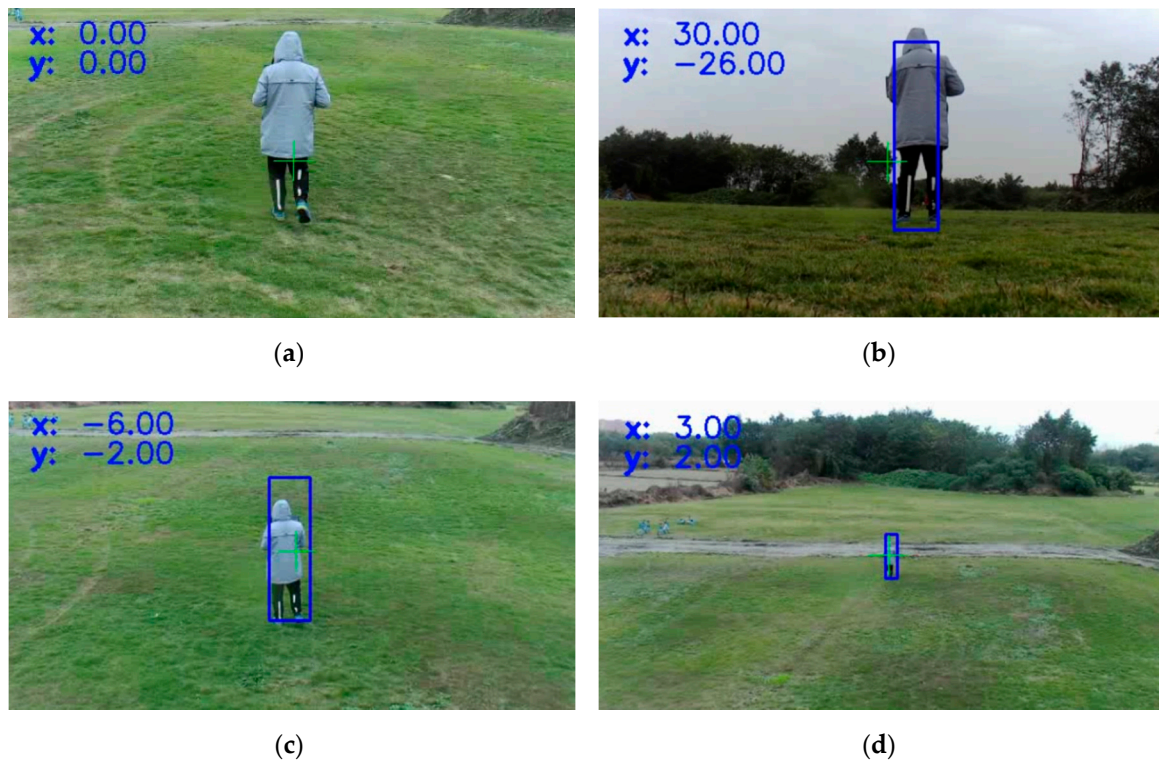 x: 0.00
y: 0.00
x: 30.00
y: -26.00
(a)
(b)
x: -6.00
y: -2.00
x: 3.00
y: 2.00
(c)
(d)